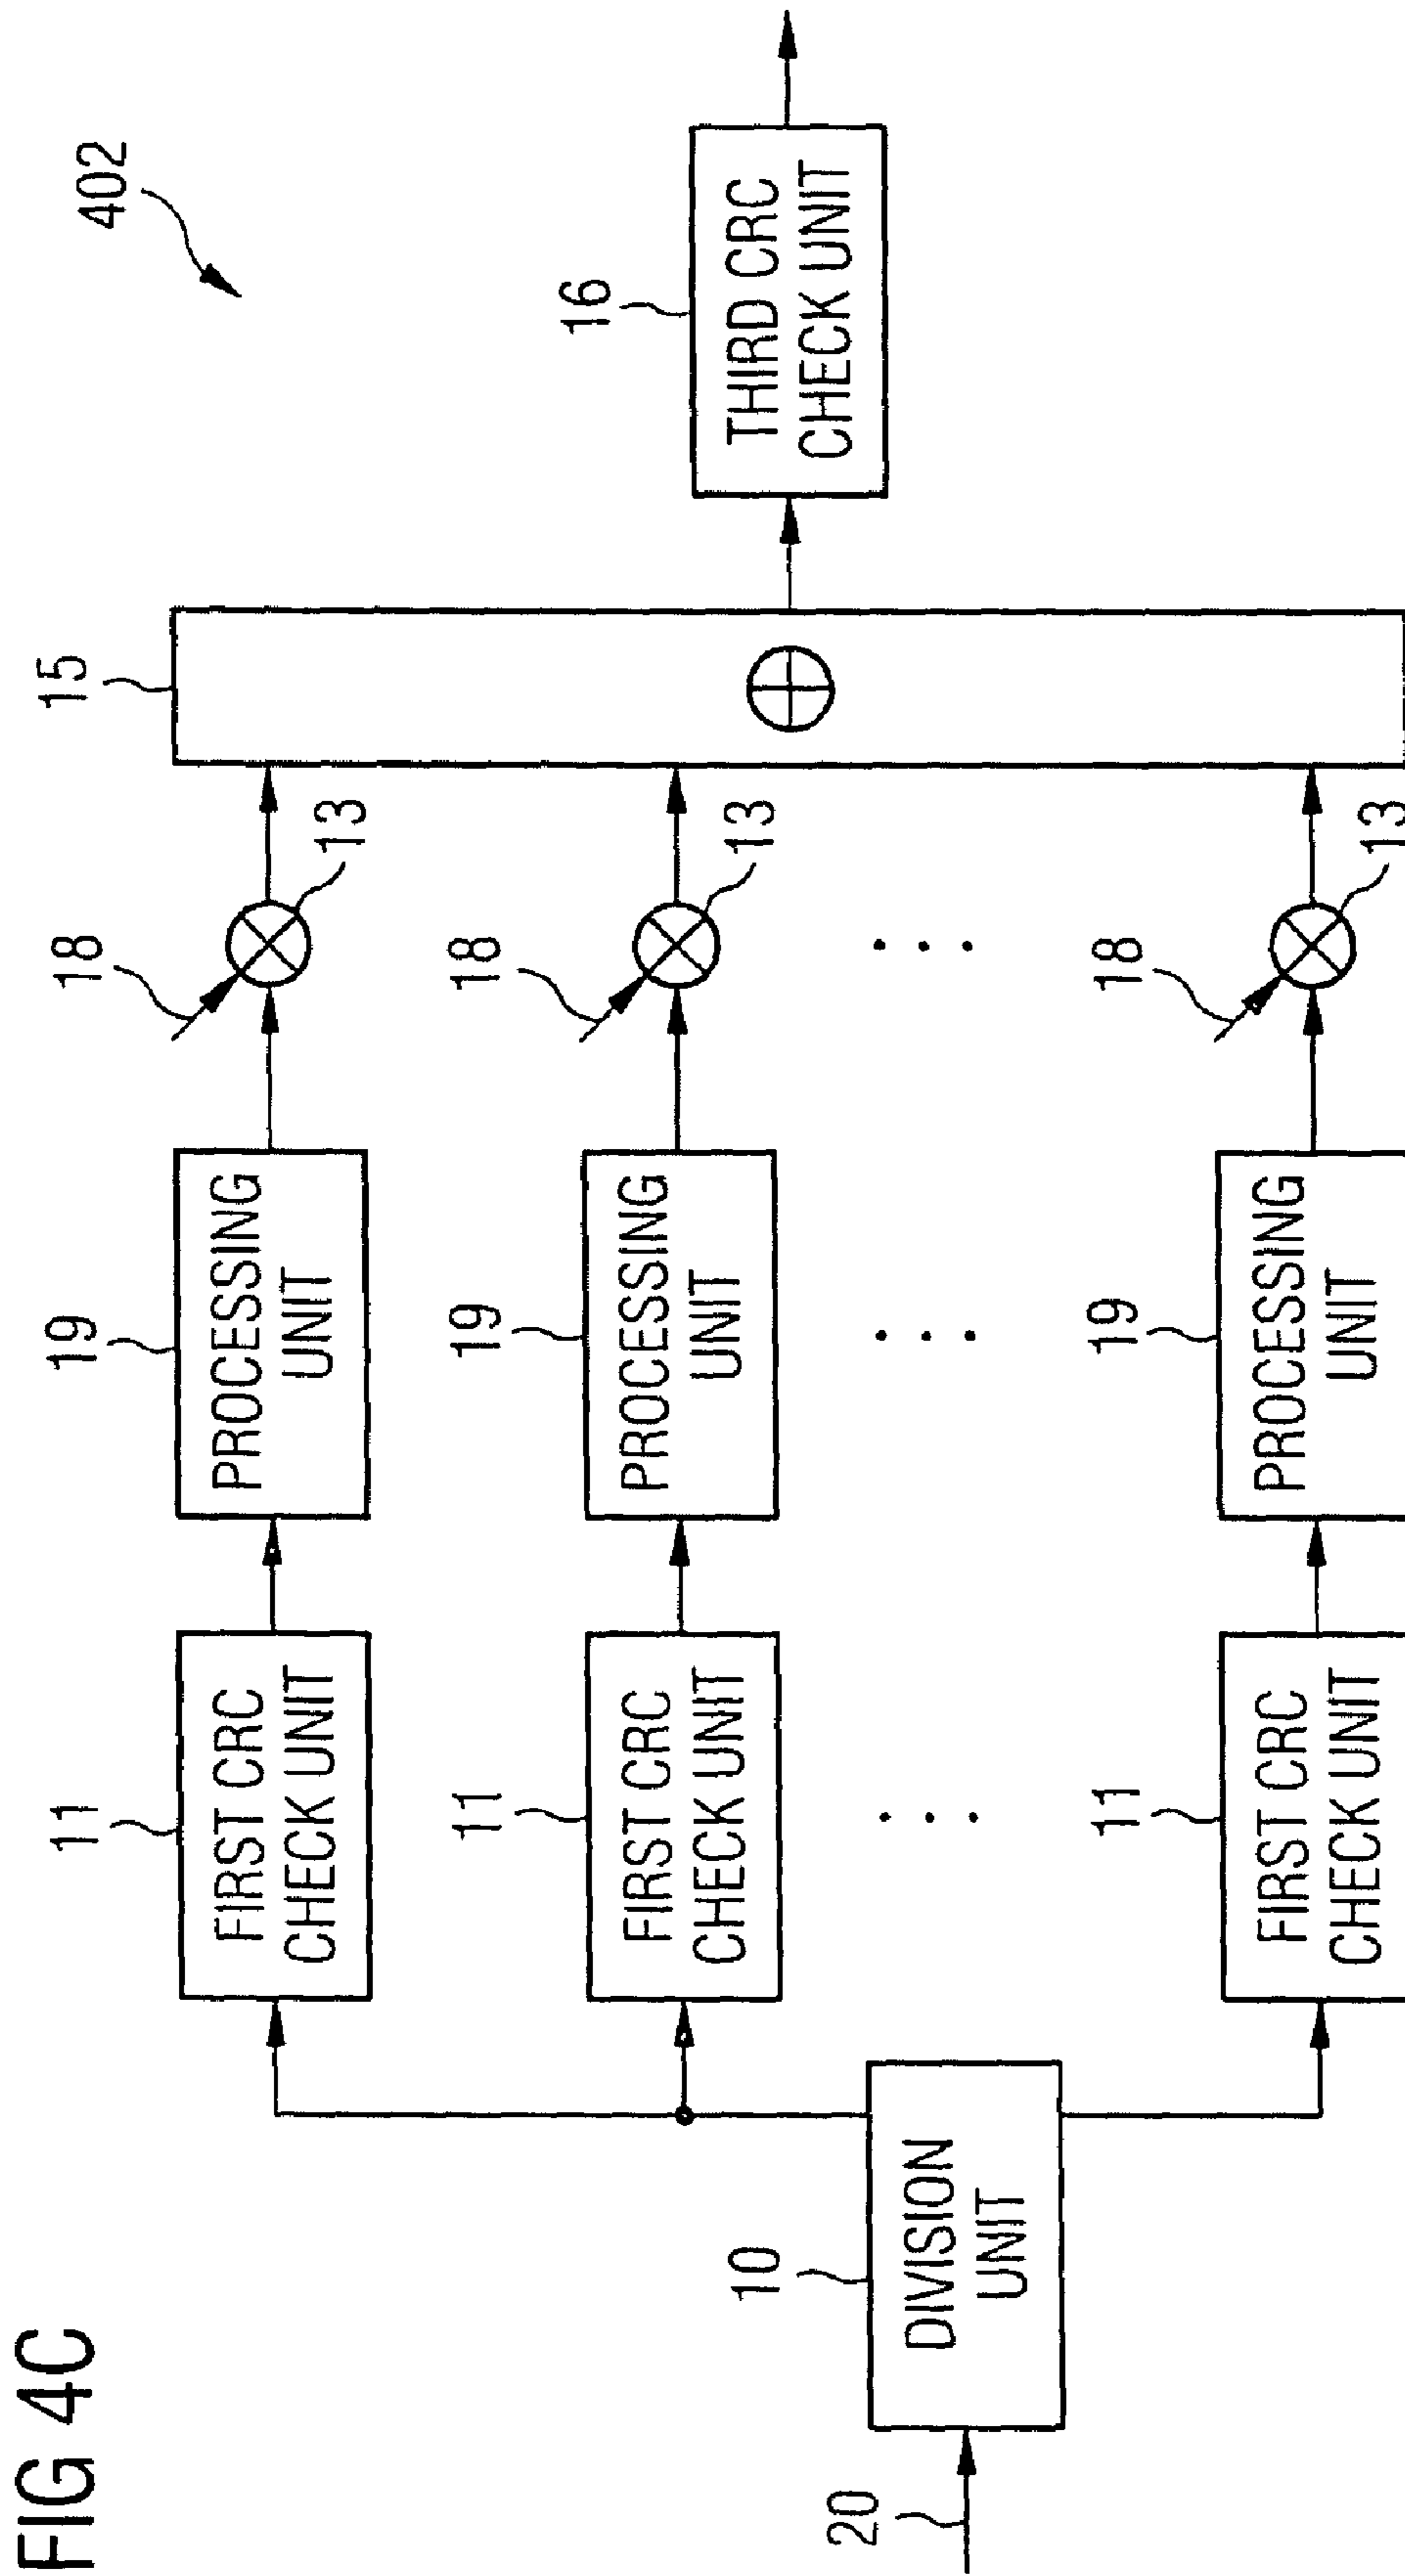 FIG 4C
402
20
10
DIVISION
UNIT
11
FIRST CRC
CHECK UNIT
19
PROCESSING
UNIT
18
13
15
16
THIRD CRC
CHECK UNIT
11
FIRST CRC
CHECK UNIT
19
PROCESSING
UNIT
18
13
. . .
. . .
. . .
11
FIRST CRC
CHECK UNIT
19
PROCESSING
UNIT
18
13